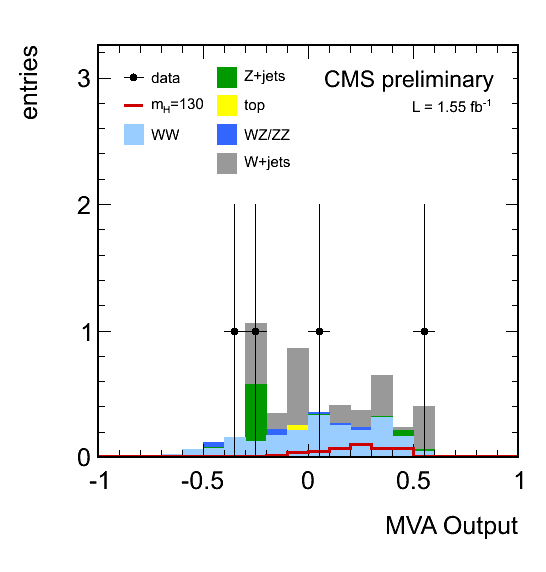 entries
3
2
1
0
data
m_H=130
WW
Z+jets
top
WZ/ZZ
W+jets
CMS preliminary
L = 1.55 fb⁻¹
-1
-0.5
0
0.5
1
MVA Output